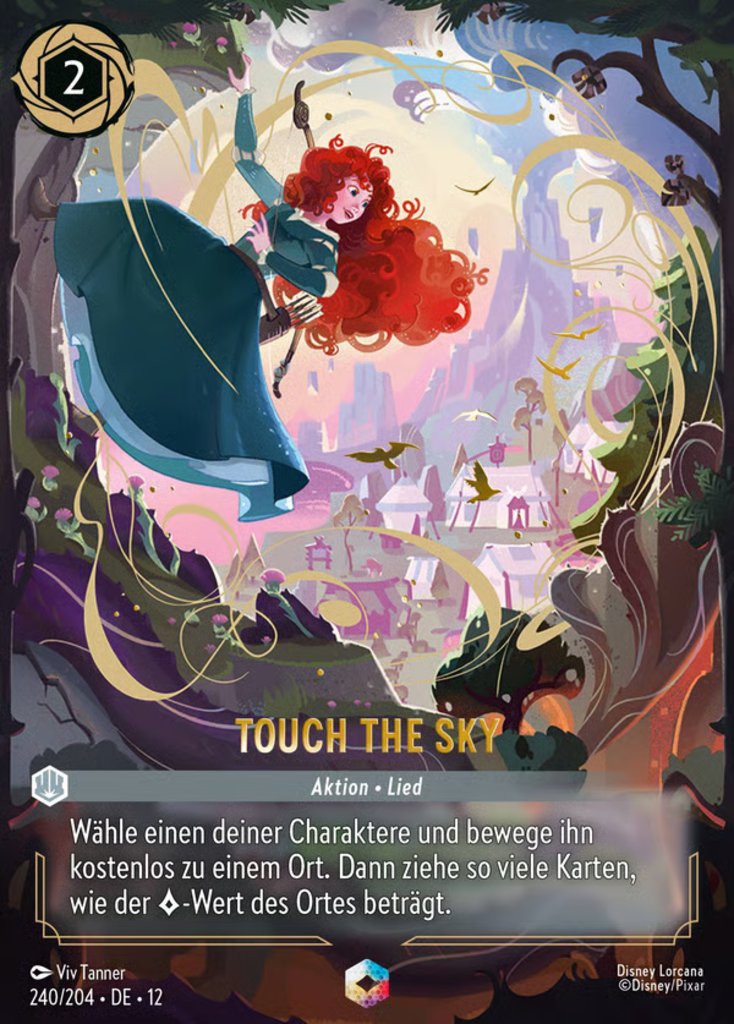 2
TOUCH THE SKY
Aktion • Lied
Wähle einen deiner Charaktere und bewege ihn
kostenlos zu einem Ort. Dann ziehe so viele Karten,
wie der -Wert des Ortes beträgt.
Viv Tanner
240/204 • DE • 12
Disney Lorcana
©Disney/Pixar